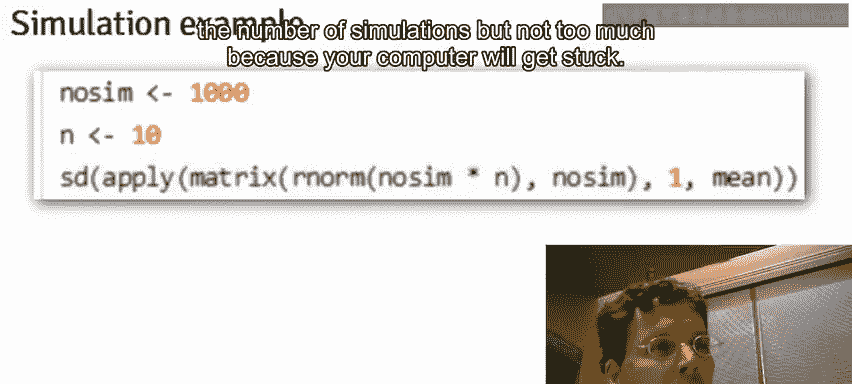 Simulation example
the number of simulations but not too much
because your computer will get stuck.
nosim <- 1000
n <- 10
sd(apply(matrix(rnorm(nosim * n), nosim), 1, mean))